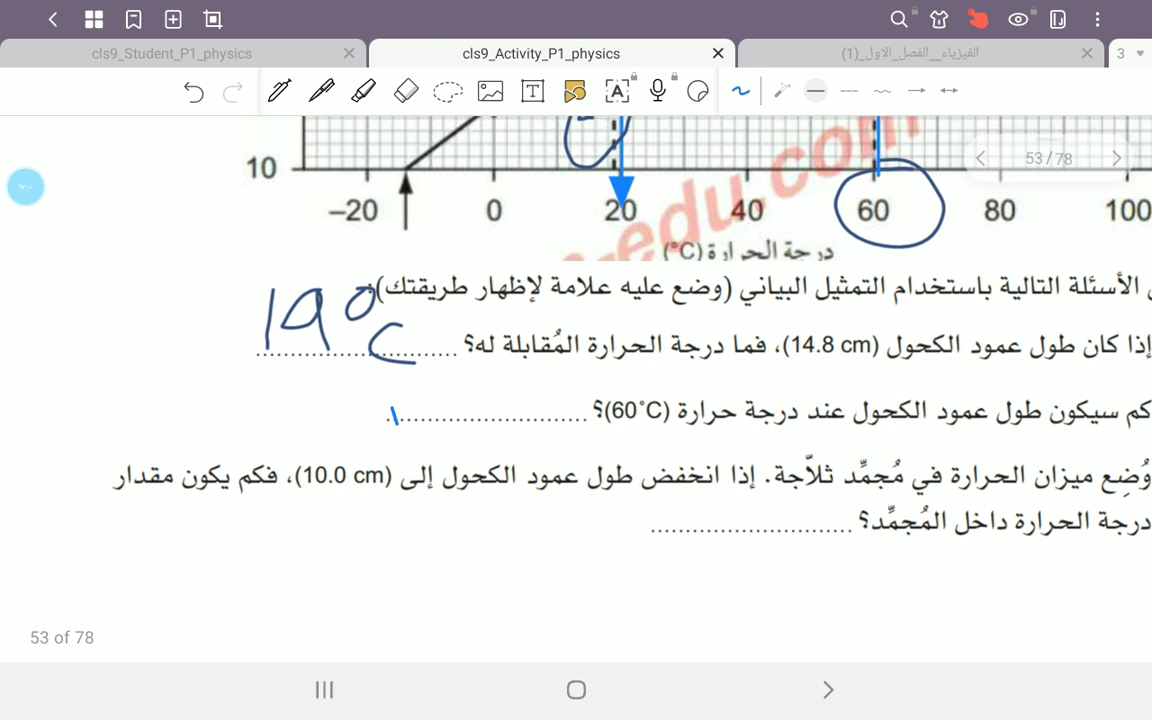 cls9_Student_P1_physics
cls9_Activity_P1_physics
الفيزياء__الفصل_الاول_(1)
3
53 / 78
10
–20 0 20 40 60 80 100
-edu.com
درجة الحرارة (°C)
الأسئلة التالية باستخدام التمثيل البياني (وضع عليه علامة لإظهار طريقتك):
19°C
إذا كان طول عمود الكحول (14.8 cm)، فما درجة الحرارة المُقابلة له؟
كم سيكون طول عمود الكحول عند درجة حرارة (60°C)؟
وُضِع ميزان الحرارة في مُجمِّد ثلاّجة. إذا انخفض طول عمود الكحول إلى (10.0 cm)، فكم يكون مقدار
درجة الحرارة داخل المُجمِّد؟
53 of 78